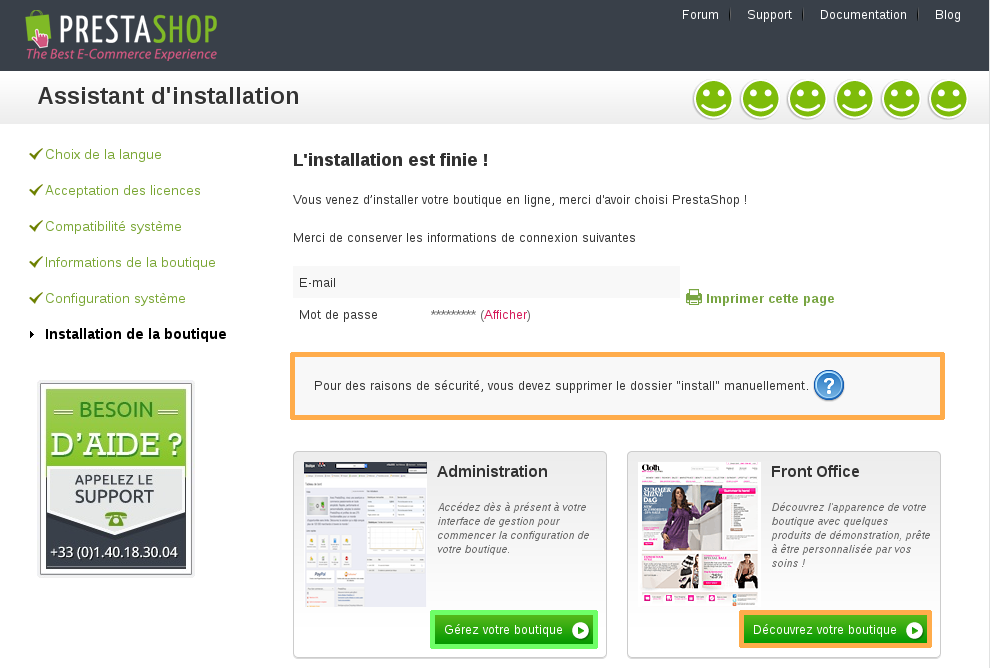 PRESTASHOP
The Best E-Commerce Experience
Forum
Support
Documentation
Blog
Assistant d'installation
Choix de la langue
Acceptation des licences
Compatibilité système
Informations de la boutique
Configuration système
Installation de la boutique
BESOIN
D'AIDE ?
APPELEZ LE
SUPPORT
+33 (0)1.40.18.30.04
L'installation est finie !
Vous venez d’installer votre boutique en ligne, merci d'avoir choisi PrestaShop !
Merci de conserver les informations de connexion suivantes
E-mail
Mot de passe ********* (Afficher)
Imprimer cette page
Pour des raisons de sécurité, vous devez supprimer le dossier "install" manuellement. ?
Administration
Accédez dès à présent à votre
interface de gestion pour
commencer la configuration de
votre boutique.
Gérez votre boutique
Cloth
SUMMER
SHINE
D&G
PayPal
Front Office
Découvrez l'apparence de votre
boutique avec quelques
produits de démonstration, prête
à être personnalisée par vos
soins !
Découvrez votre boutique